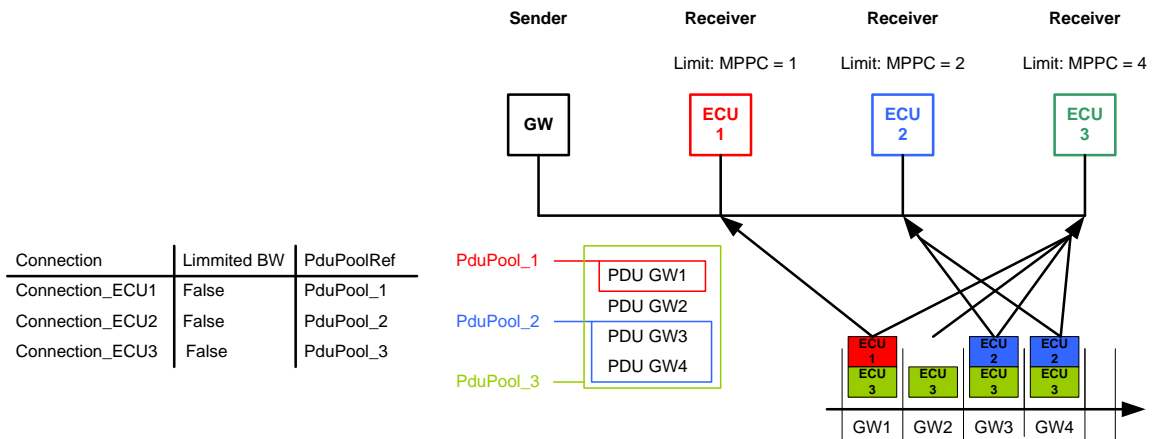 Sender Receiver Receiver Receiver
Limit: MPPC = 1 Limit: MPPC = 2 Limit: MPPC = 4
GW
ECU
1
ECU
2
ECU
3
Connection Limmited BW PduPoolRef
Connection_ECU1 False PduPool_1
Connection_ECU2 False PduPool_2
Connection_ECU3 False PduPool_3
PduPool_1
PduPool_2
PduPool_3
PDU GW1
PDU GW2
PDU GW3
PDU GW4
ECU
1
ECU
3
ECU
3
ECU
2
ECU
3
ECU
2
ECU
3
GW1 GW2 GW3 GW4